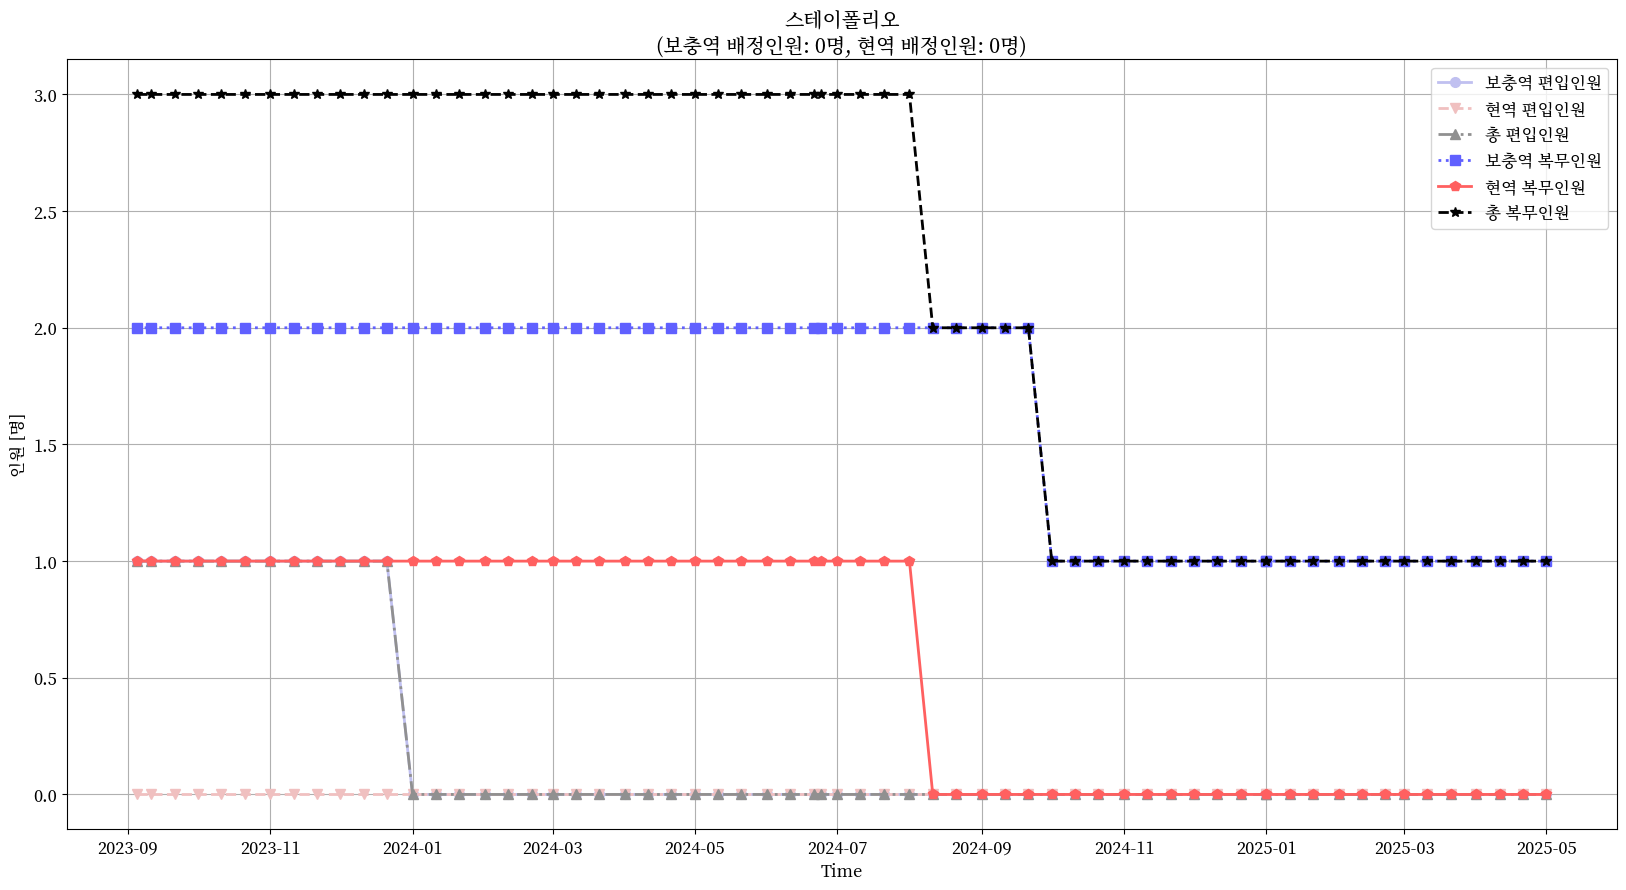 스테이폴리오
(보충역 배정인원: 0명, 현역 배정인원: 0명)
보충역 편입인원
현역 편입인원
총 편입인원
보충역 복무인원
현역 복무인원
총 복무인원
인원 [명]
3.0
2.5
2.0
1.5
1.0
0.5
0.0
2023-09
2023-11
2024-01
2024-03
2024-05
2024-07
2024-09
2024-11
2025-01
2025-03
2025-05
Time